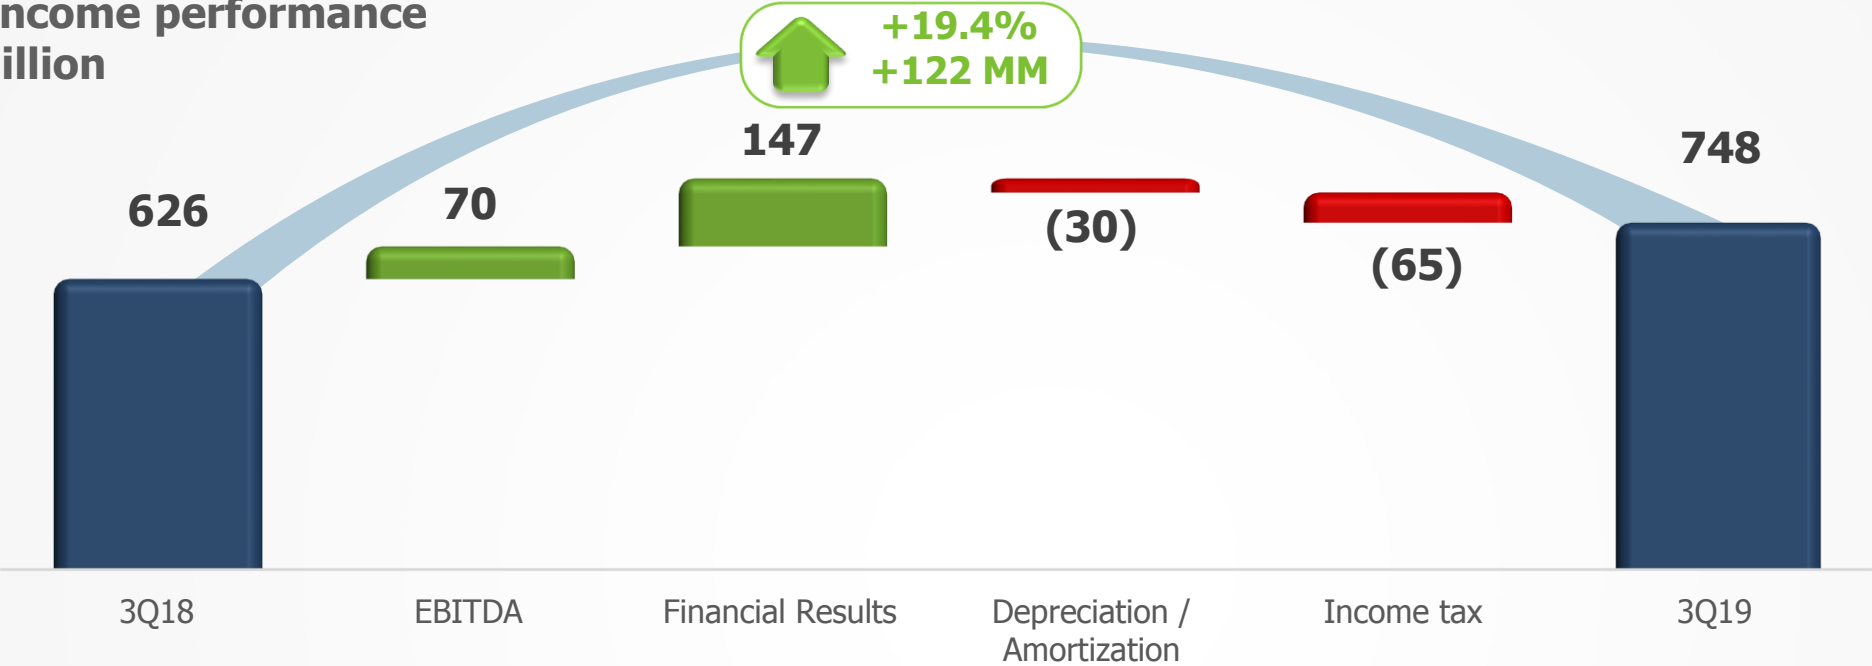 ncome performance
illion
+19.4%
+122 MM
626
70
147
(30)
(65)
748
3Q18
EBITDA
Financial Results
Depreciation /
Amortization
Income tax
3Q19